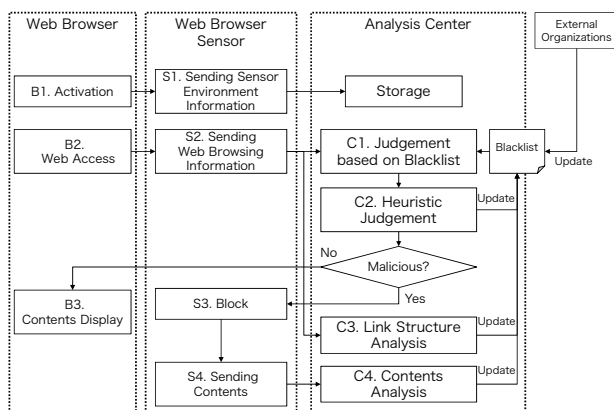 Web Browser
Web Browser
Sensor
Analysis Center
External
Organizations
B1. Activation
S1. Sending Sensor
Environment
Information
Storage
B2.
Web Access
S2. Sending
Web Browsing
Information
C1. Judgement
based on Blacklist
Blacklist
Update
C2. Heuristic
Judgement
Update
No
Malicious?
Yes
B3.
Contents Display
S3. Block
C3. Link Structure
Analysis
Update
S4. Sending
Contents
C4. Contents Analysis
Update